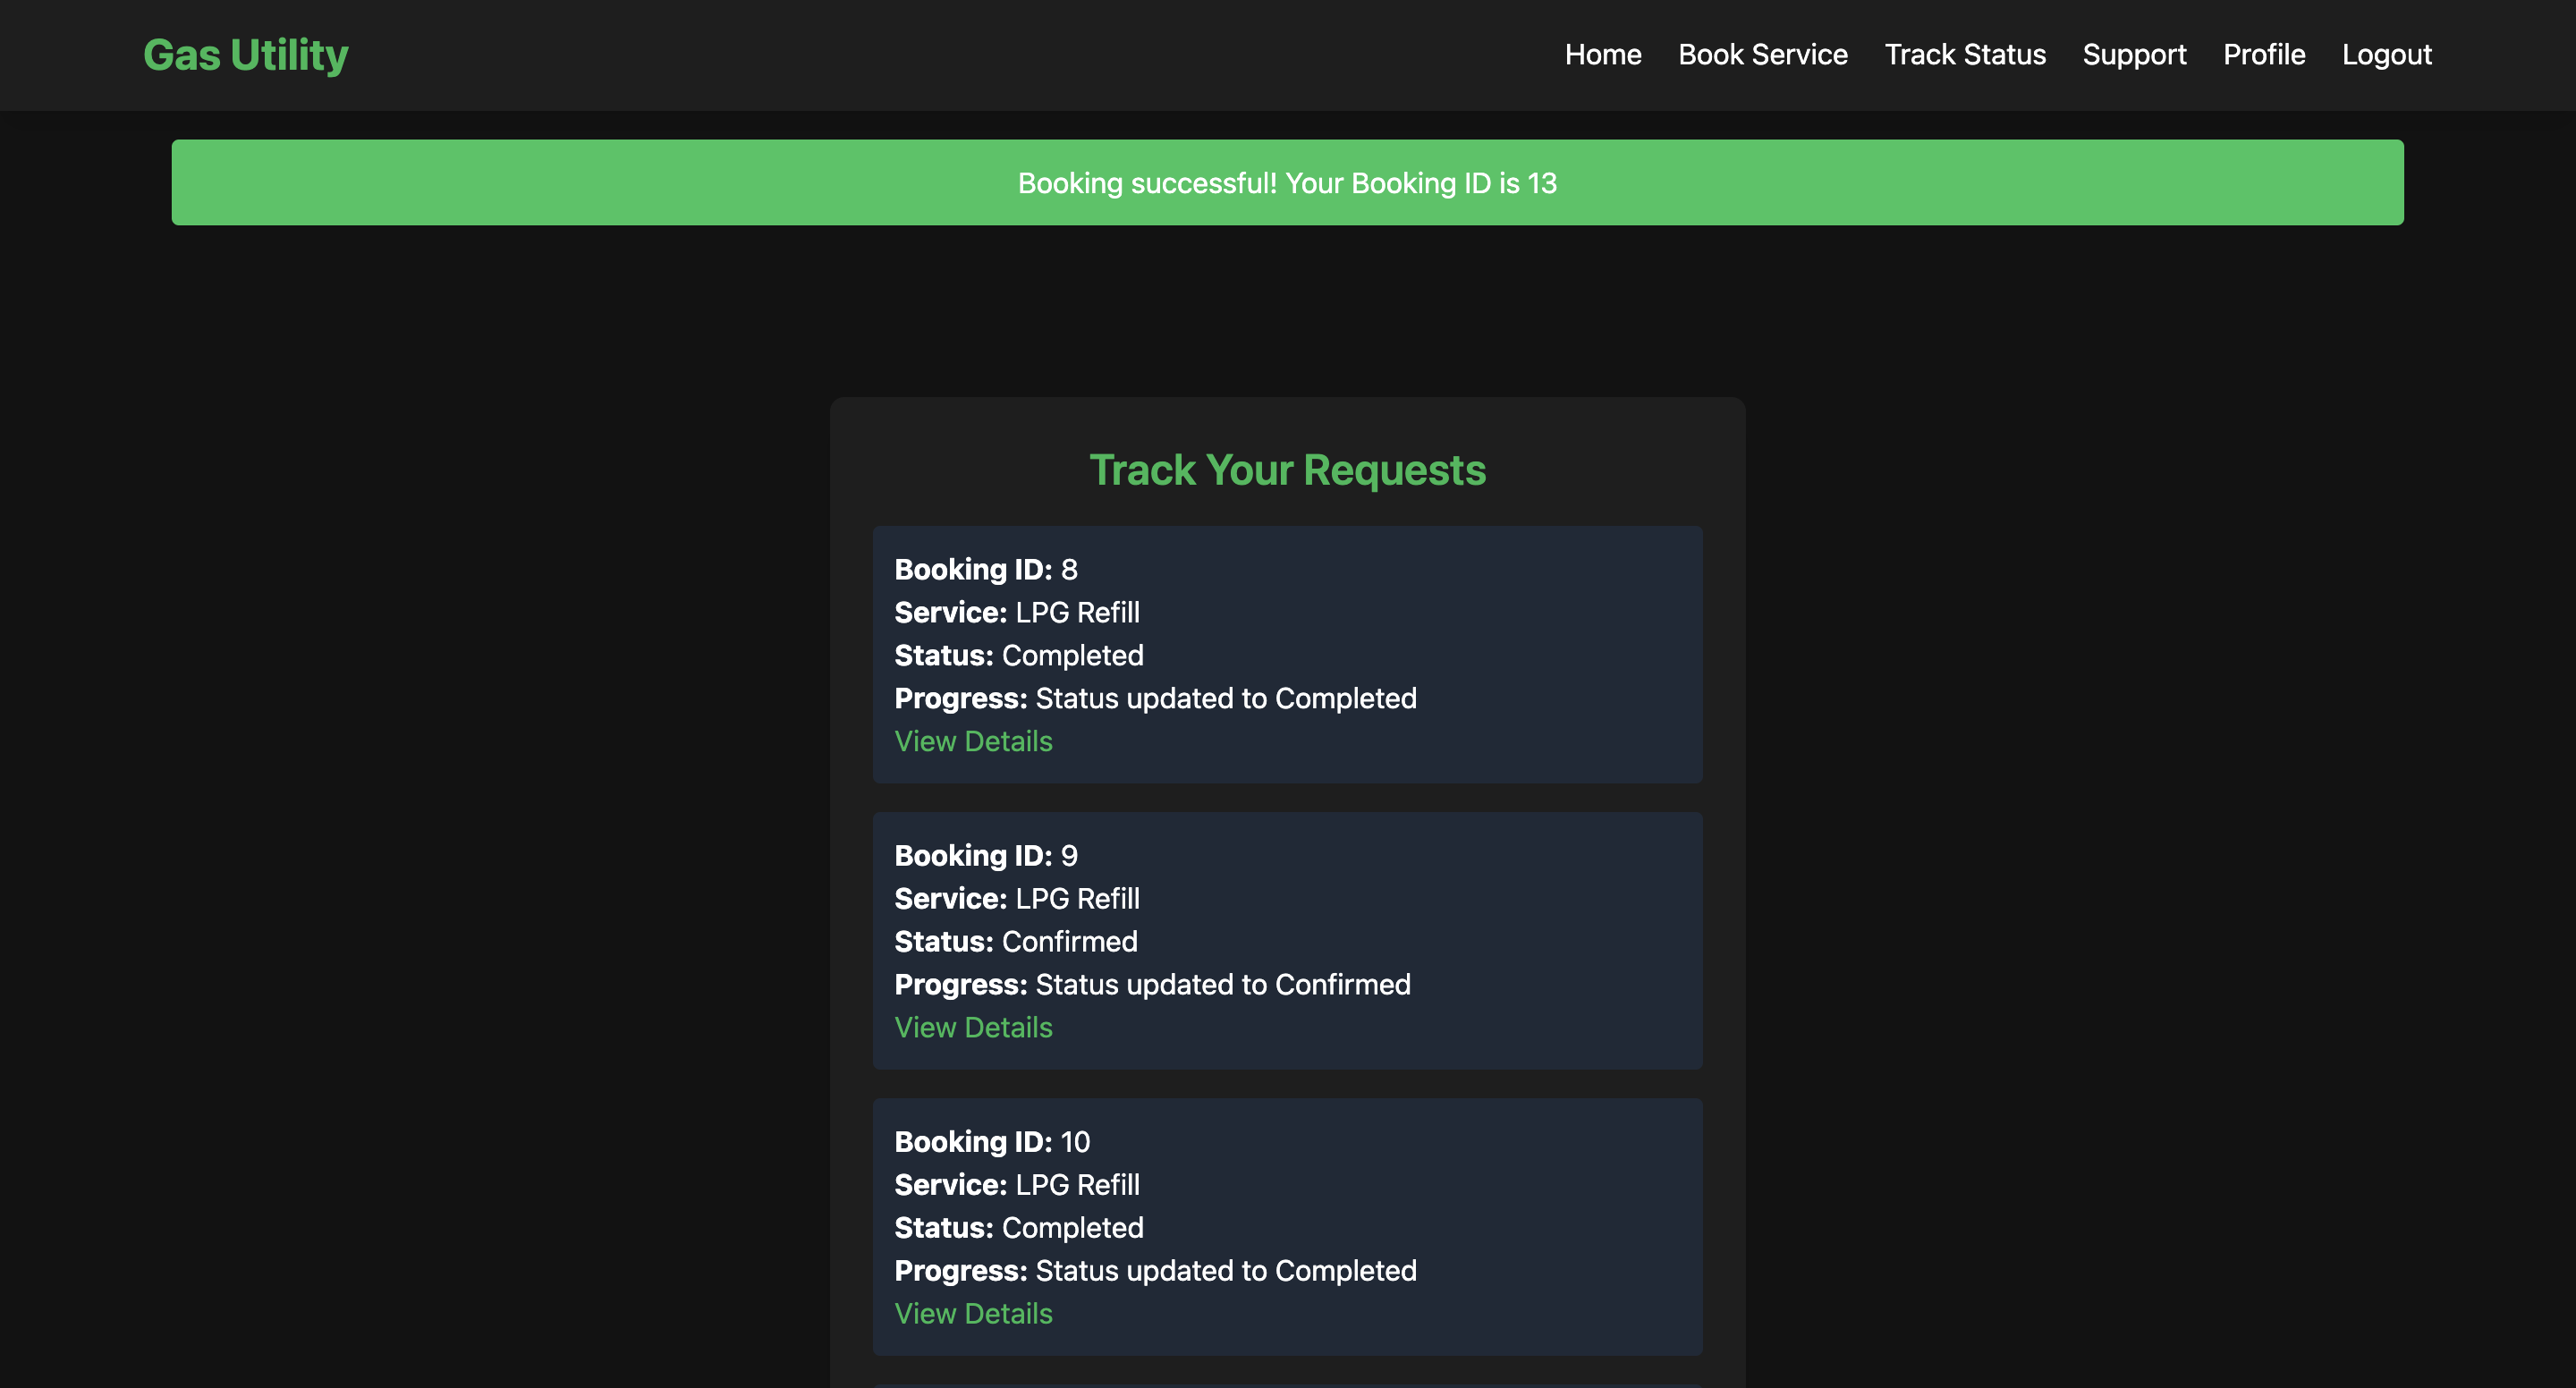 Gas Utility
Home Book Service Track Status Support Profile Logout
Booking successful! Your Booking ID is 13
Track Your Requests
Booking ID: 8
Service: LPG Refill
Status: Completed
Progress: Status updated to Completed
View Details
Booking ID: 9
Service: LPG Refill
Status: Confirmed
Progress: Status updated to Confirmed
View Details
Booking ID: 10
Service: LPG Refill
Status: Completed
Progress: Status updated to Completed
View Details